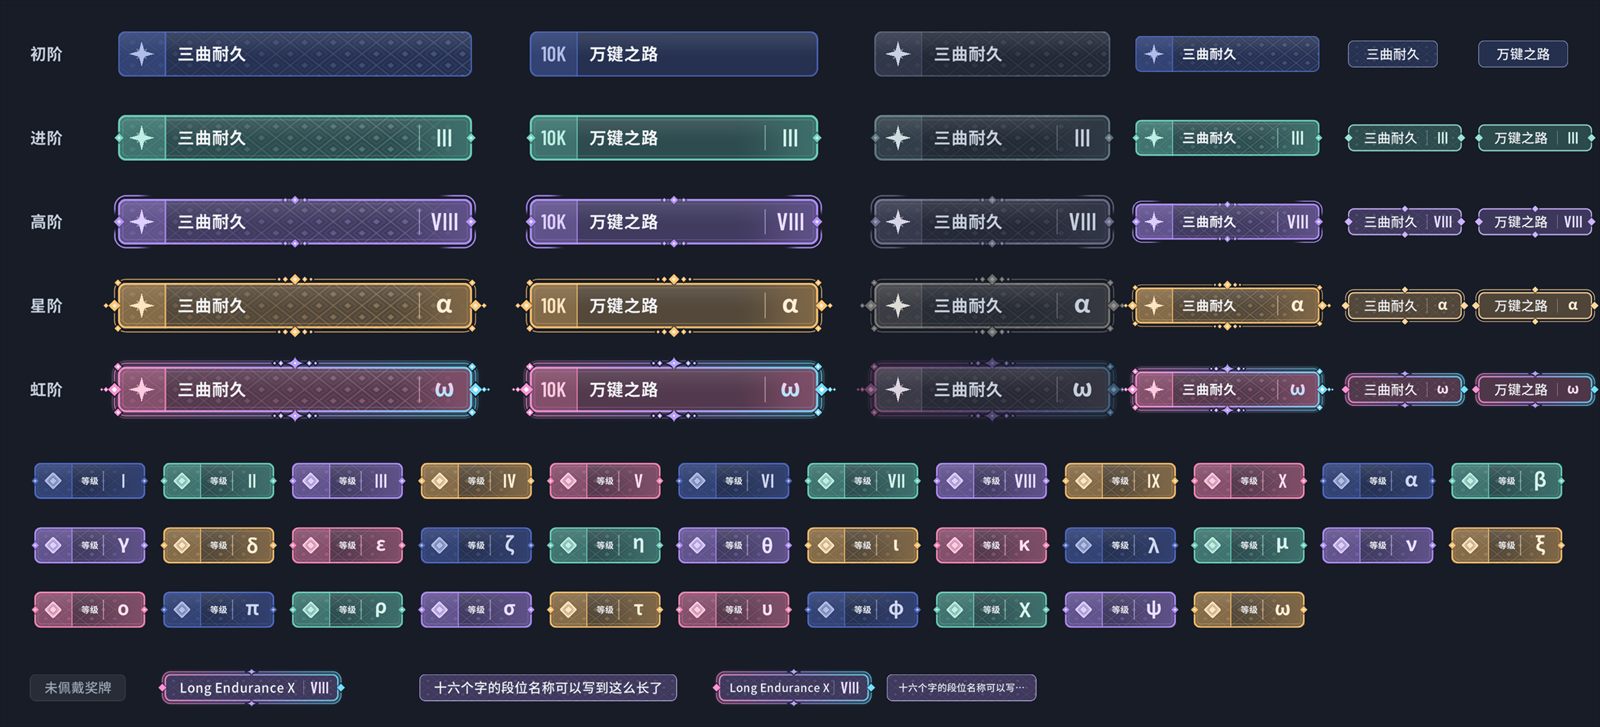 初阶 三曲耐久 10K 万键之路 三曲耐久 三曲耐久 三曲耐久 万键之路
进阶 三曲耐久 III 10K 万键之路 III 三曲耐久 III 三曲耐久 III 三曲耐久 III 万键之路 III
高阶 三曲耐久 VIII 10K 万键之路 VIII 三曲耐久 VIII 三曲耐久 VIII 三曲耐久 VIII 万键之路 VIII
星阶 三曲耐久 α 10K 万键之路 α 三曲耐久 α 三曲耐久 α 三曲耐久 α 万键之路 α
虹阶 三曲耐久 ω 10K 万键之路 ω 三曲耐久 ω 三曲耐久 ω 三曲耐久 ω 万键之路 ω
等级 I 等级 II 等级 III 等级 IV 等级 V 等级 VI 等级 VII 等级 VIII 等级 IX 等级 X 等级 α 等级 β
等级 γ 等级 δ 等级 ε 等级 ζ 等级 η 等级 θ 等级 ι 等级 κ 等级 λ 等级 μ 等级 ν 等级 ξ
等级 ο 等级 π 等级 ρ 等级 σ 等级 τ 等级 υ 等级 φ 等级 χ 等级 ψ 等级 ω
未佩戴奖牌 Long Endurance X VIII 十六个字的段位名称可以写到这么长了 Long Endurance X VIII 十六个字的段位名称可以写…